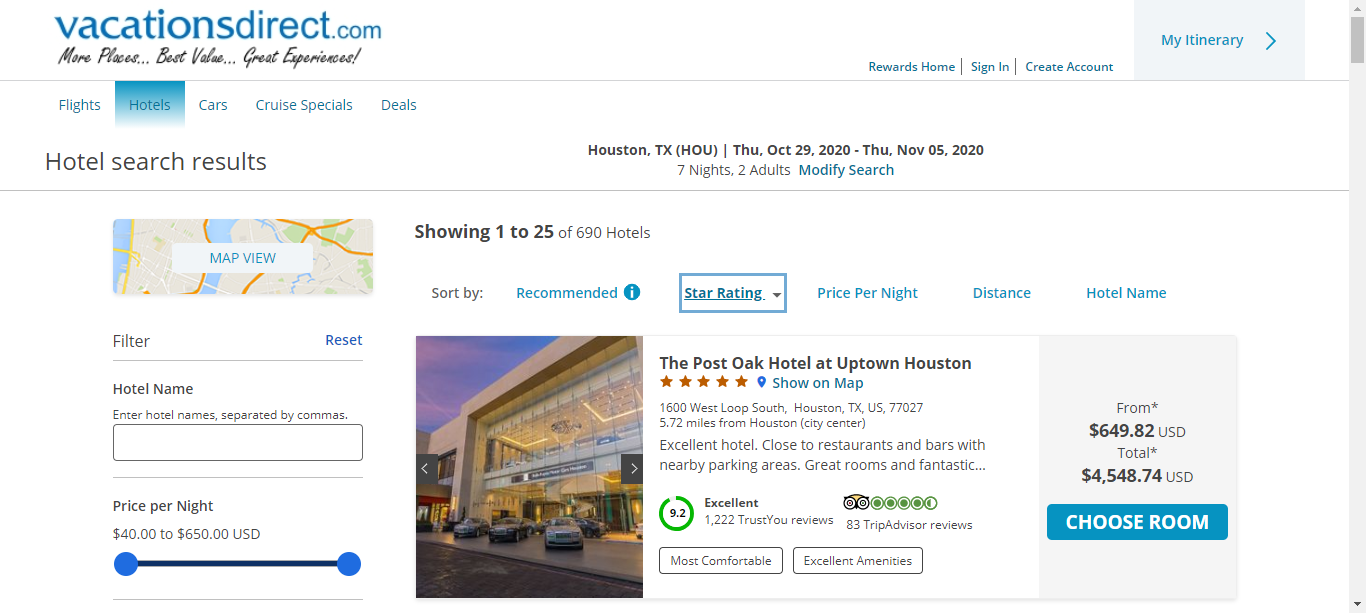 vacationsdirect.com
More Places... Best Value... Great Experiences!
My Itinerary
Rewards Home
Sign In
Create Account
Flights
Hotels
Cars
Cruise Specials
Deals
Hotel search results
Houston, TX (HOU) | Thu, Oct 29, 2020 - Thu, Nov 05, 2020
7 Nights, 2 Adults Modify Search
MAP VIEW
Filter
Reset
Hotel Name
Enter hotel names, separated by commas.
Price per Night
$40.00 to $650.00 USD
Showing 1 to 25 of 690 Hotels
Sort by:
Recommended i
Star Rating
Price Per Night
Distance
Hotel Name
The Post Oak Hotel at Uptown Houston
Show on Map
1600 West Loop South, Houston, TX, US, 77027
5.72 miles from Houston (city center)
Excellent hotel. Close to restaurants and bars with
nearby parking areas. Great rooms and fantastic...
9.2
Excellent
1,222 TrustYou reviews
83 TripAdvisor reviews
Most Comfortable
Excellent Amenities
From*
$649.82 USD
Total*
$4,548.74 USD
CHOOSE ROOM